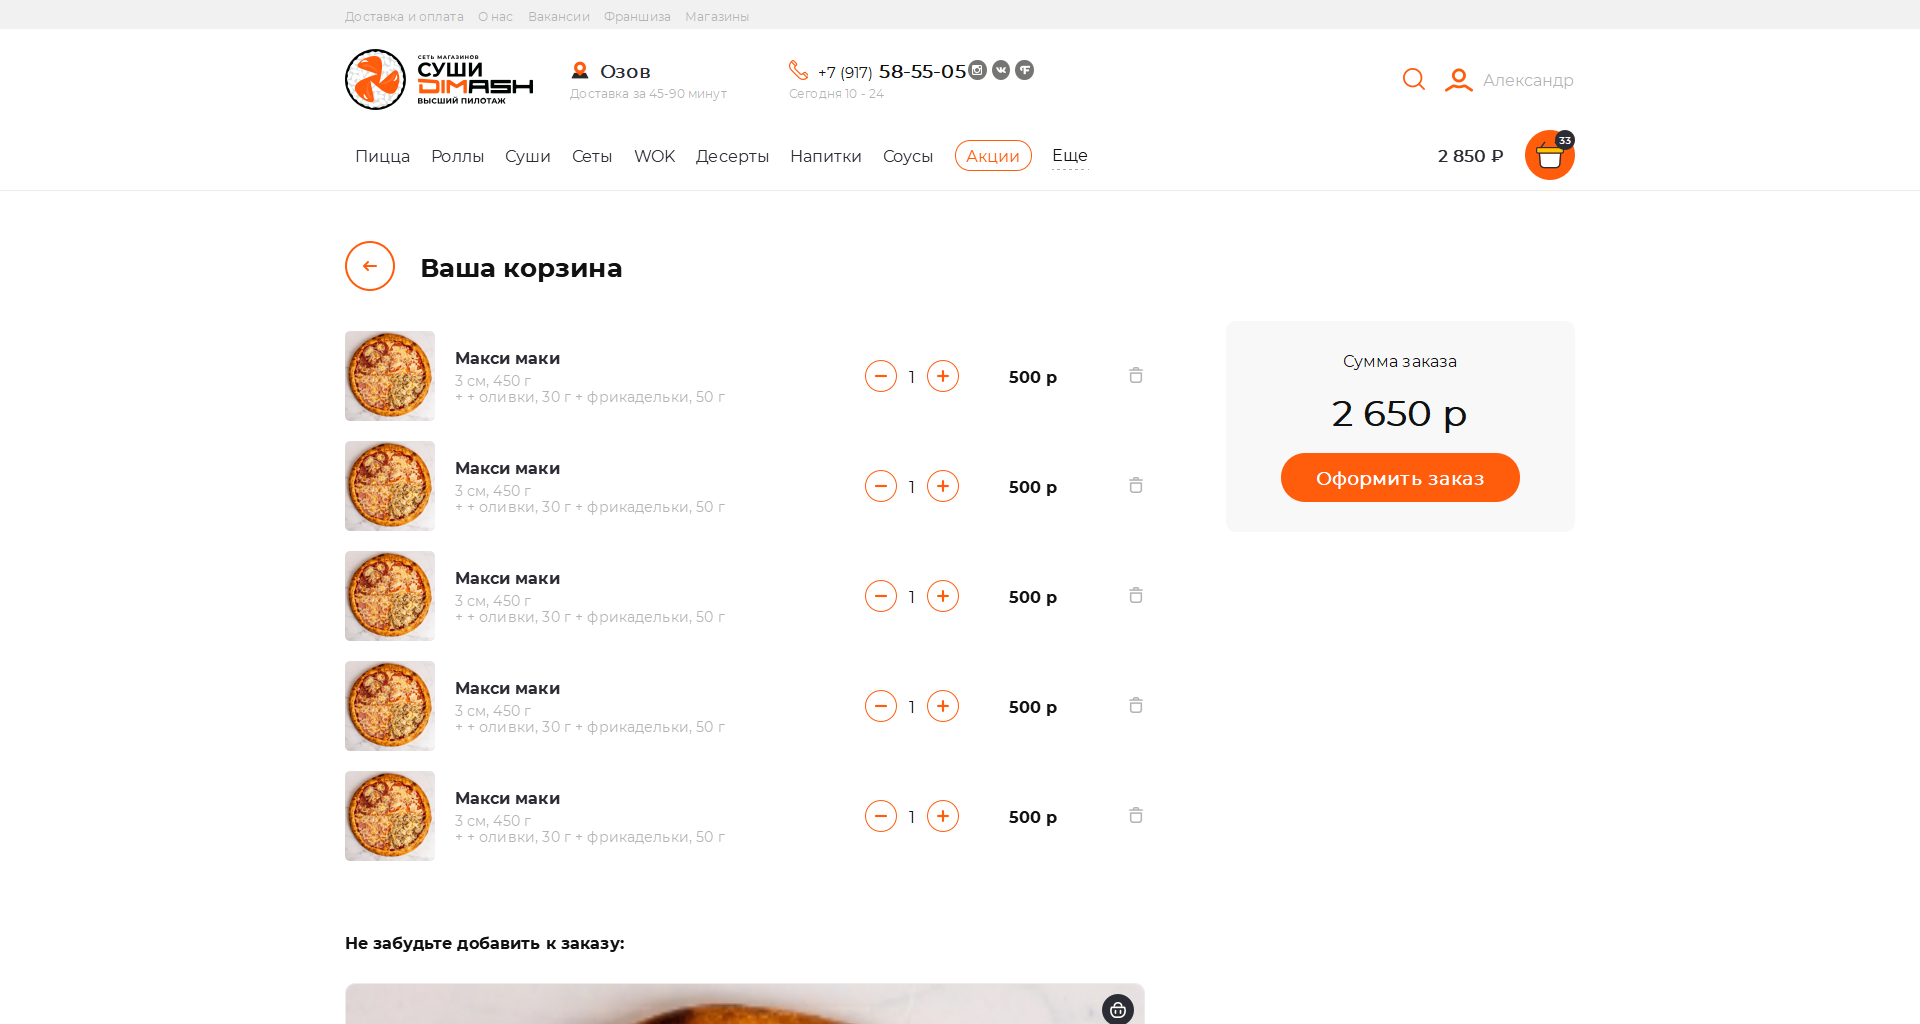 Доставка и оплата О нас Вакансии Франшиза Магазины
СЕТЬ МАГАЗИНОВ
СУШИ
DIMASH
ВЫСШИЙ ПИЛОТАЖ
Озов
Доставка за 45-90 минут
+7 (917) 58-55-05
Сегодня 10 - 24
Александр
Пицца Роллы Суши Сеты WOK Десерты Напитки Соусы Акции Еще
2 850 ₽
33
Ваша корзина
Макси маки
3 см, 450 г
+ + оливки, 30 г + фрикадельки, 50 г
1
500 р
Макси маки
3 см, 450 г
+ + оливки, 30 г + фрикадельки, 50 г
1
500 р
Макси маки
3 см, 450 г
+ + оливки, 30 г + фрикадельки, 50 г
1
500 р
Макси маки
3 см, 450 г
+ + оливки, 30 г + фрикадельки, 50 г
1
500 р
Макси маки
3 см, 450 г
+ + оливки, 30 г + фрикадельки, 50 г
1
500 р
Сумма заказа
2 650 р
Оформить заказ
Не забудьте добавить к заказу: